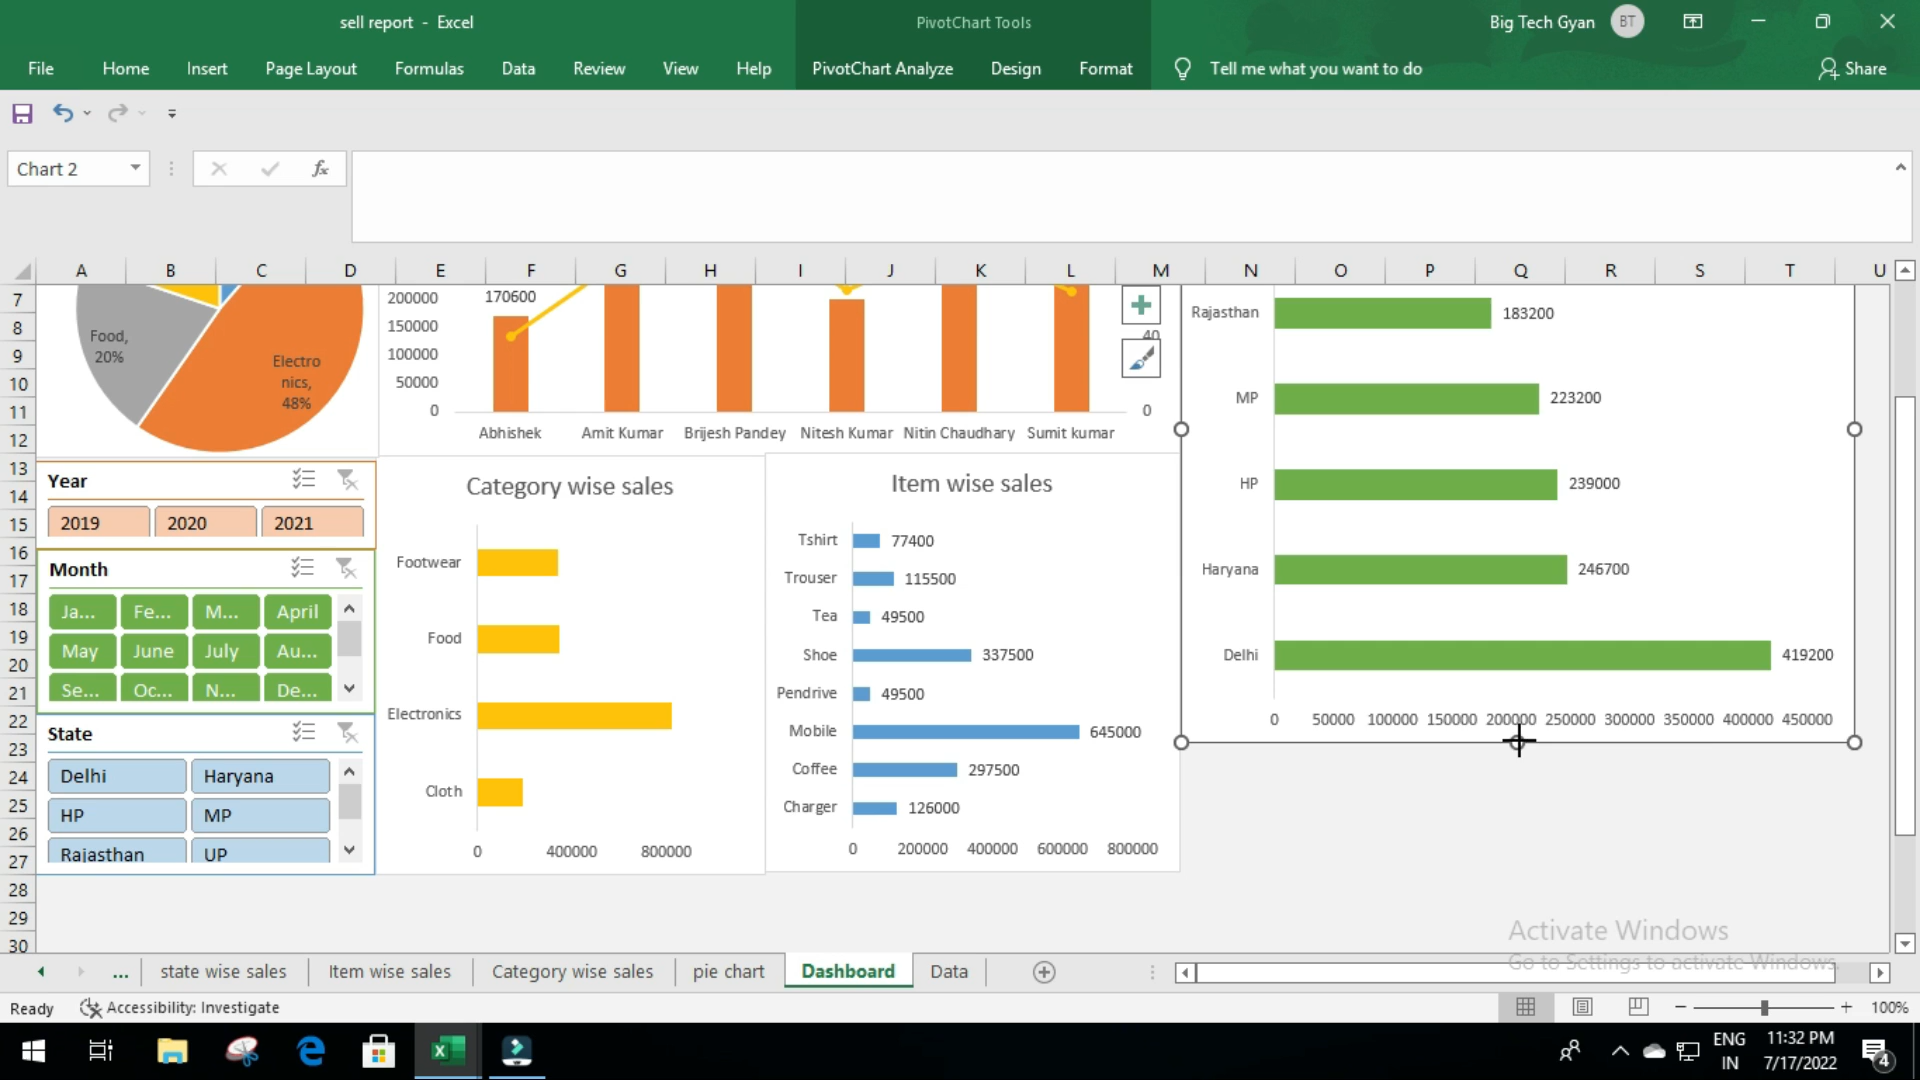 sell report - Excel
PivotChart Tools
Big Tech Gyan
BT
File
Home
Insert
Page Layout
Formulas
Data
Review
View
Help
PivotChart Analyze
Design
Format
Tell me what you want to do
Share
Chart 2
fx
A B C D E F G H I J K L M N O P Q R S T U
7
8
9
10
11
12
13
14
15
16
17
18
19
20
21
22
23
24
25
26
27
28
29
30
Food,
20%
Electro
nics,
48%
200000
150000
100000
50000
0
170600
40
0
Abhishek
Amit Kumar
Brijesh Pandey
Nitesh Kumar
Nitin Chaudhary
Sumit kumar
Rajasthan 183200
MP 223200
HP 239000
Haryana 246700
Delhi 419200
0 50000 100000 150000 200000 250000 300000 350000 400000 450000
Year
2019 2020 2021
Month
Ja... Fe... M... April
May June July Au...
Se... Oc... N... De...
State
Delhi Haryana
HP MP
Rajasthan UP
Category wise sales
Footwear
Food
Electronics
Cloth
0 400000 800000
Item wise sales
Tshirt 77400
Trouser 115500
Tea 49500
Shoe 337500
Pendrive 49500
Mobile 645000
Coffee 297500
Charger 126000
0 200000 400000 600000 800000
Activate Windows
Go to Settings to activate Windows.
...
state wise sales
Item wise sales
Category wise sales
pie chart
Dashboard
Data
Ready
Accessibility: Investigate
100%
ENG
IN
11:32 PM
7/17/2022
4